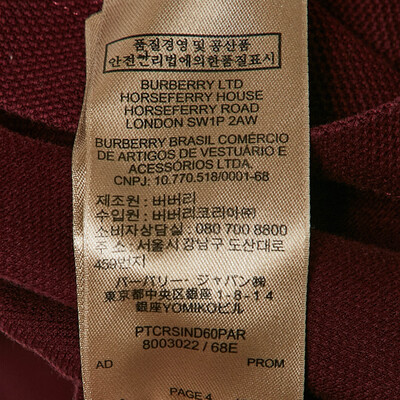 품질경영 및 공산품
안전관리법에의한품질표시
BURBERRY LTD
HORSEFERRY HOUSE
HORSEFERRY ROAD
LONDON SW1P 2AW
BURBERRY BRASIL COMÉRCIO
DE ARTIGOS DE VESTUÁRIO E
ACESSÓRIOS LTDA.
CNPJ: 10.770.518/0001-68
제조원 : 버버리
수입원 : 버버리코리아㈜
소비자상담실 : 080 700 8800
주 소 : 서울시 강남구 도산대로
459번지
バーバリー・ジャパン㈱
東京都中央区銀座1-8-14
銀座YOMIKOビル
PTCRSIND60PAR
8003022 / 68E
AD PROM
PAGE 4